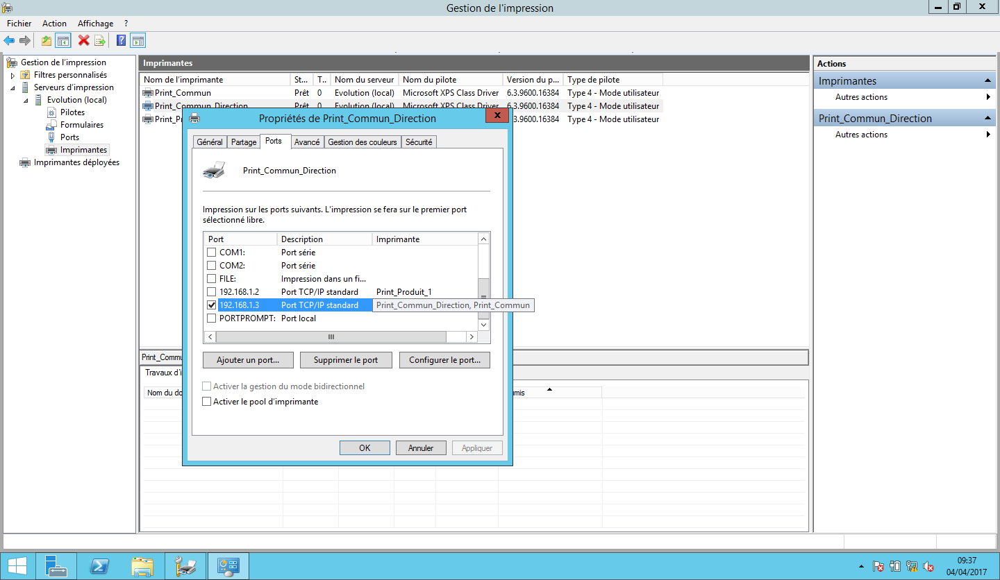 Gestion de l'impression
Fichier Action Affichage ?
Gestion de l'impression
Filtres personnalisés
Serveurs d'impression
Evolution (local)
Pilotes
Formulaires
Ports
Imprimantes
Imprimantes déployées
Imprimantes
Nom de l'imprimante St... T.. Nom du serveur Nom du pilote Version du p... Type de pilote
Print_Commun Prêt 0 Evolution (local) Microsoft XPS Class Driver 6.3.9600.16384 Type 4 - Mode utilisateur
Print_Commun_Direction Prêt 0 Evolution (local) Microsoft XPS Class Driver 6.3.9600.16384 Type 4 - Mode utilisateur
Print_P .3.9600.16384 Type 4 - Mode utilisateur
Propriétés de Print_Commun_Direction
Général Partage Ports Avancé Gestion des couleurs Sécurité
Print_Commun_Direction
Impression sur les ports suivants. L'impression se fera sur le premier port
sélectionné libre.
Port Description Imprimante
COM1: Port série
COM2: Port série
FILE: Impression dans un fi...
192.168.1.2 Port TCP/IP standard Print_Produit_1
192.168.1.3 Port TCP/IP standard Print_Commun_Direction, Print_Commun
PORTPROMPT: Port local
Ajouter un port... Supprimer le port Configurer le port...
Activer la gestion du mode bidirectionnel
Activer le pool d'imprimante
OK Annuler Appliquer
Print_Commu
Travaux d'i
Nom du do mis
Actions
Imprimantes
Autres actions
Print_Commun_Direction
Autres actions
09:37
04/04/2017